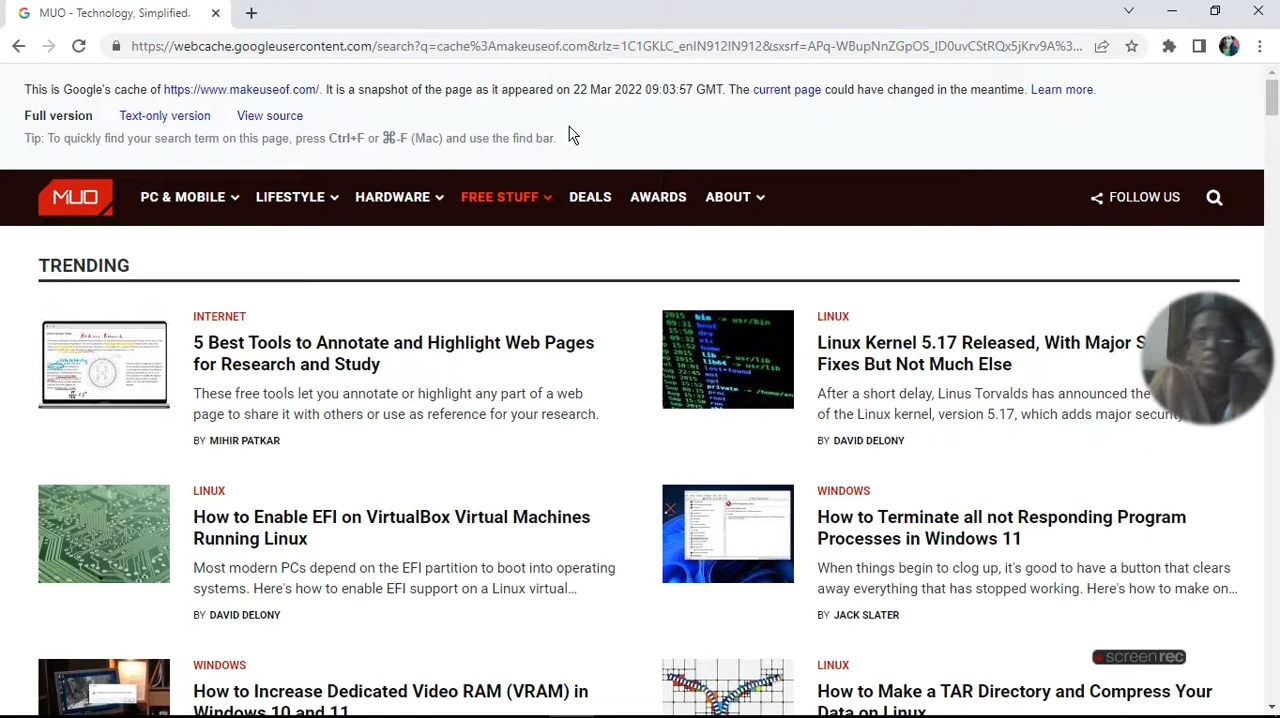 MUO - Technology, Simplified.
https://webcache.googleusercontent.com/search?q=cache%3Amakeuseof.com&rlz=1C1GKLC_enIN912IN912&sxsrf=APq-WBupNnZGpOS_ID0uvCStRQx5jKrv9A%3...
This is Google's cache of https://www.makeuseof.com/. It is a snapshot of the page as it appeared on 22 Mar 2022 09:03:57 GMT. The current page could have changed in the meantime. Learn more.
Full version Text-only version View source
Tip: To quickly find your search term on this page, press Ctrl+F or ⌘-F (Mac) and use the find bar.
MUO PC & MOBILE LIFESTYLE HARDWARE FREE STUFF DEALS AWARDS ABOUT FOLLOW US
TRENDING
INTERNET
5 Best Tools to Annotate and Highlight Web Pages
for Research and Study
These free tools let you annotate or highlight any part of a web
page to share it with others or use as reference for your research.
BY MIHIR PATKAR
LINUX
Linux Kernel 5.17 Released, With Major S
Fixes But Not Much Else
After a short delay, Linus Torvalds has announced the
of the Linux kernel, version 5.17, which adds major security
BY DAVID DELONY
LINUX
How to Enable EFI on VirtualBox Virtual Machines
Running Linux
Most modern PCs depend on the EFI partition to boot into operating
systems. Here's how to enable EFI support on a Linux virtual...
BY DAVID DELONY
WINDOWS
How to Terminate all not Responding Program
Processes in Windows 11
When things begin to clog up, it's good to have a button that clears
away everything that has stopped working. Here's how to make on...
BY JACK SLATER
WINDOWS
How to Increase Dedicated Video RAM (VRAM) in
Windows 10 and 11
LINUX
How to Make a TAR Directory and Compress Your
Data on Linux
screenrec